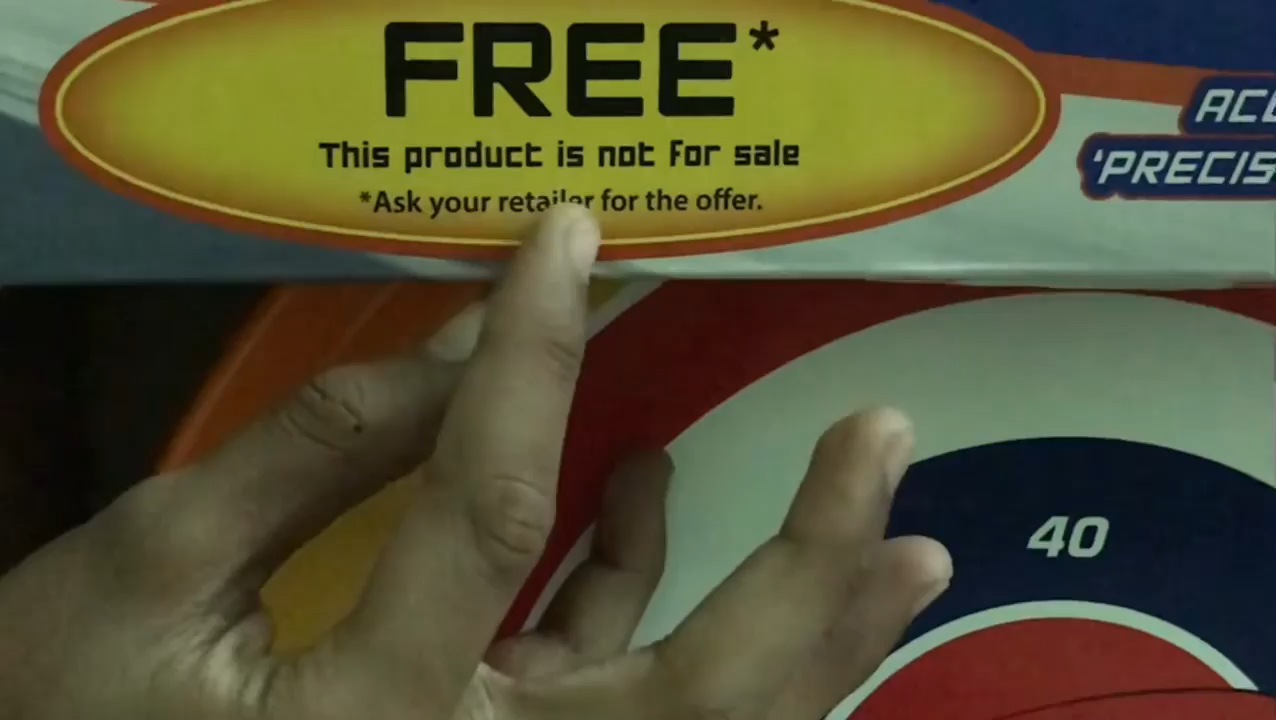 FREE*
This product is not for sale
*Ask your retailer for the offer.
40